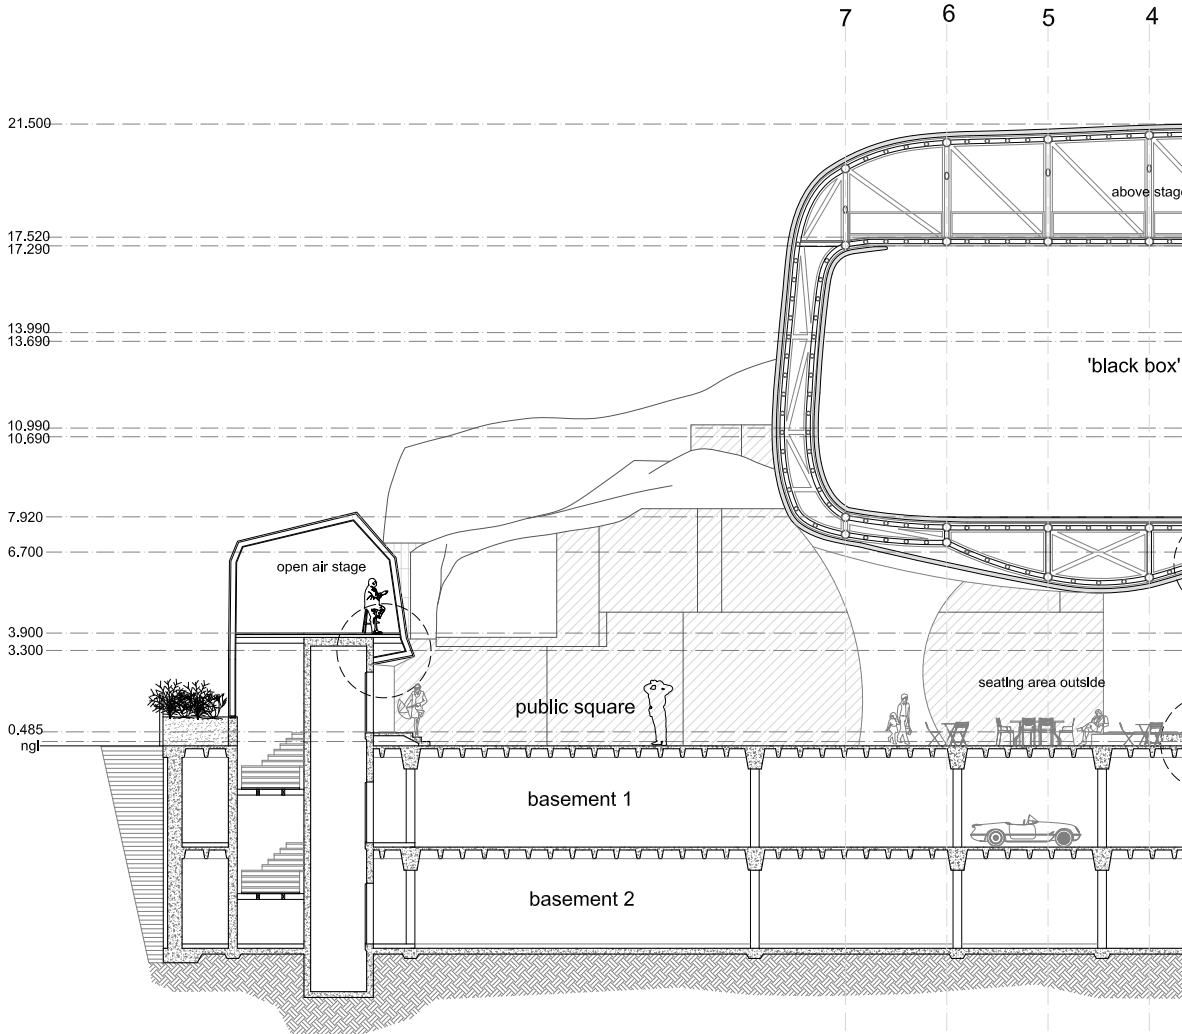 7 6 5 4
21.500
above stage
17.520
17.290
13.990
13.690
'black box'
10.990
10.690
7.920
6.700
open air stage
3.900
3.300
seating area outside
public square
0.485
ngl
basement 1
basement 2